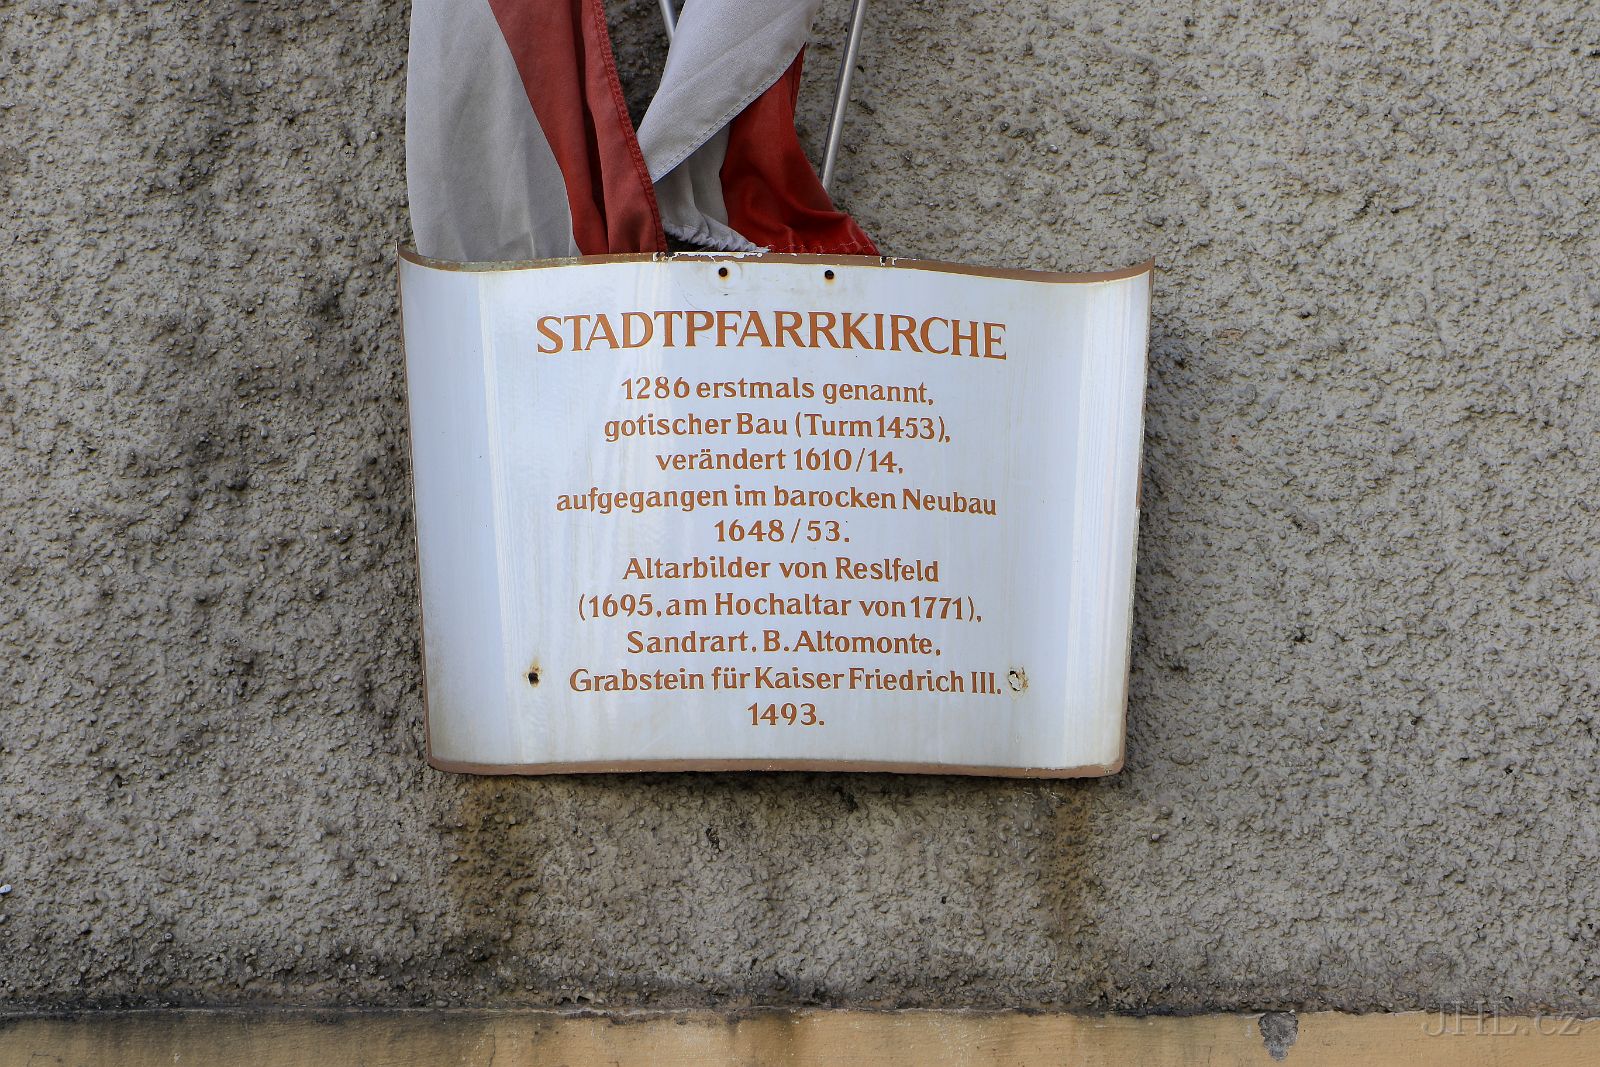 STADTPFARRKIRCHE
1286 erstmals genannt,
gotischer Bau (Turm 1453),
verändert 1610/14,
aufgegangen im barocken Neubau
1648/53.
Altarbilder von Reslfeld
(1695, am Hochaltar von 1771),
Sandrart, B. Altomonte,
Grabstein für Kaiser Friedrich III.
1493.
JHL.cz